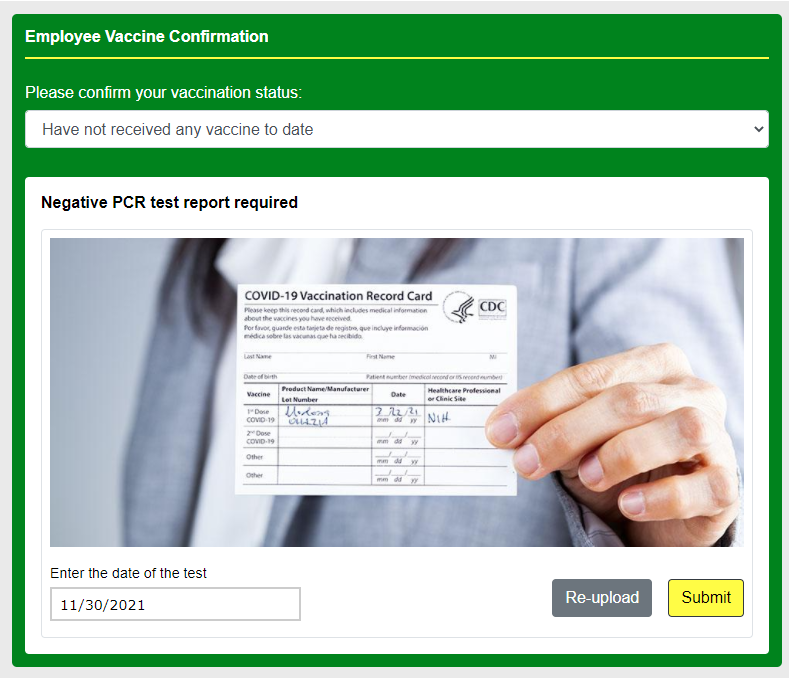 Employee Vaccine Confirmation
Please confirm your vaccination status:
Have not received any vaccine to date
Negative PCR test report required
COVID-19 Vaccination Record Card
CDC
Please keep this record card, which includes medical information
about the vaccines you have received.
Por favor, guarde esta tarjeta de registro, que incluye información
médica sobre las vacunas que ha recibido.
Last Name First Name MI
Date of birth Patient number (medical record or IIS record number)
Vaccine Product Name/Manufacturer Date Healthcare Professional
Lot Number or Clinic Site
1st Dose 3/22/21 NIH
COVID-19 mm dd yy
2nd Dose
COVID-19 mm dd yy
Other
mm dd yy
Other
mm dd yy
Enter the date of the test
11/30/2021
Re-upload
Submit